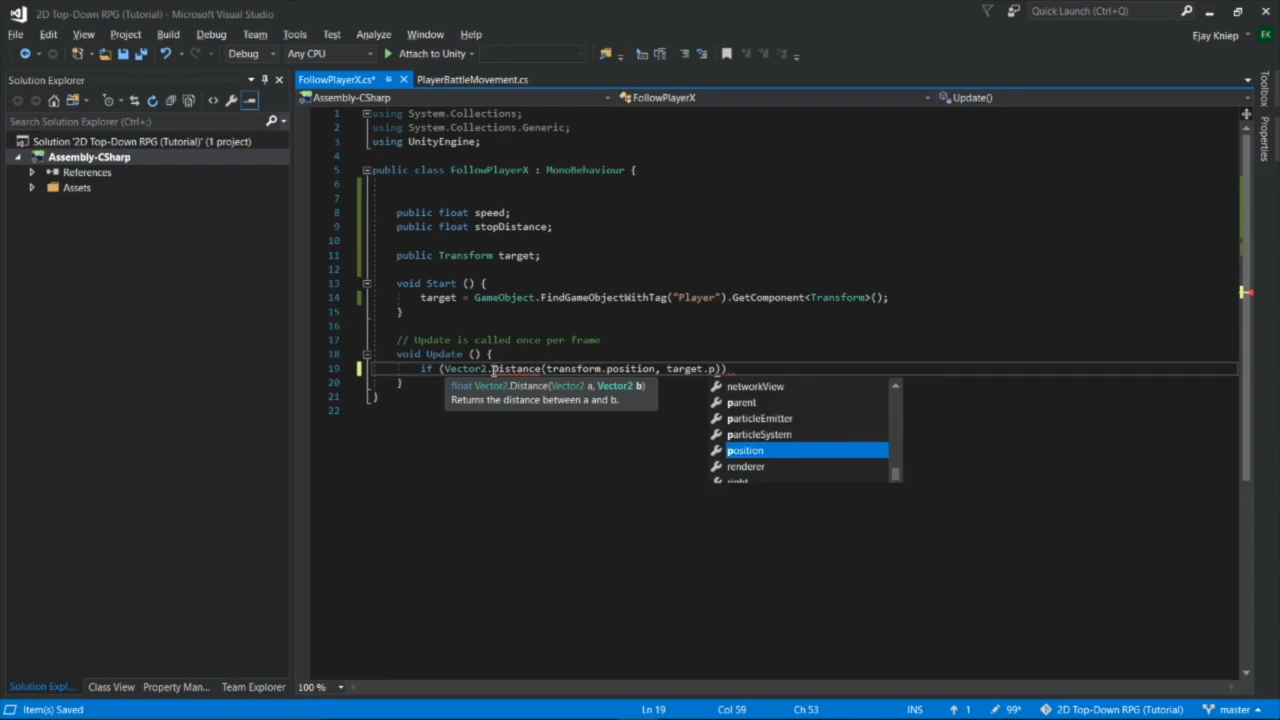 2D Top-Down RPG (Tutorial) - Microsoft Visual Studio
Quick Launch (Ctrl+Q)
File Edit View Project Build Debug Team Tools Test Analyze Window Help
Ejay Kniep EK
Debug Any CPU Attach to Unity
Solution Explorer
FollowPlayerX.cs* PlayerBattleMovement.cs
Assembly-CSharp FollowPlayerX Update()
Search Solution Explorer (Ctrl+;)
Solution '2D Top-Down RPG (Tutorial)' (1 project)
Assembly-CSharp
References
Assets
1 using System.Collections;
2 using System.Collections.Generic;
3 using UnityEngine;
4
5 public class FollowPlayerX : MonoBehaviour {
6
7
8 public float speed;
9 public float stopDistance;
10
11 public Transform target;
12
13 void Start () {
14 target = GameObject.FindGameObjectWithTag("Player").GetComponent<Transform>();
15 }
16
17 // Update is called once per frame
18 void Update () {
19 if (Vector2.Distance(transform.position, target.p))
20 }
21 }
22
float Vector2.Distance(Vector2 a, Vector2 b)
Returns the distance between a and b.
networkView
parent
particleEmitter
particleSystem
position
renderer
right
Toolbox
Properties
Solution Expl... Class View Property Man... Team Explorer
100 %
Item(s) Saved Ln 19 Col 59 Ch 53 INS 1 99* 2D Top-Down RPG (Tutorial) master